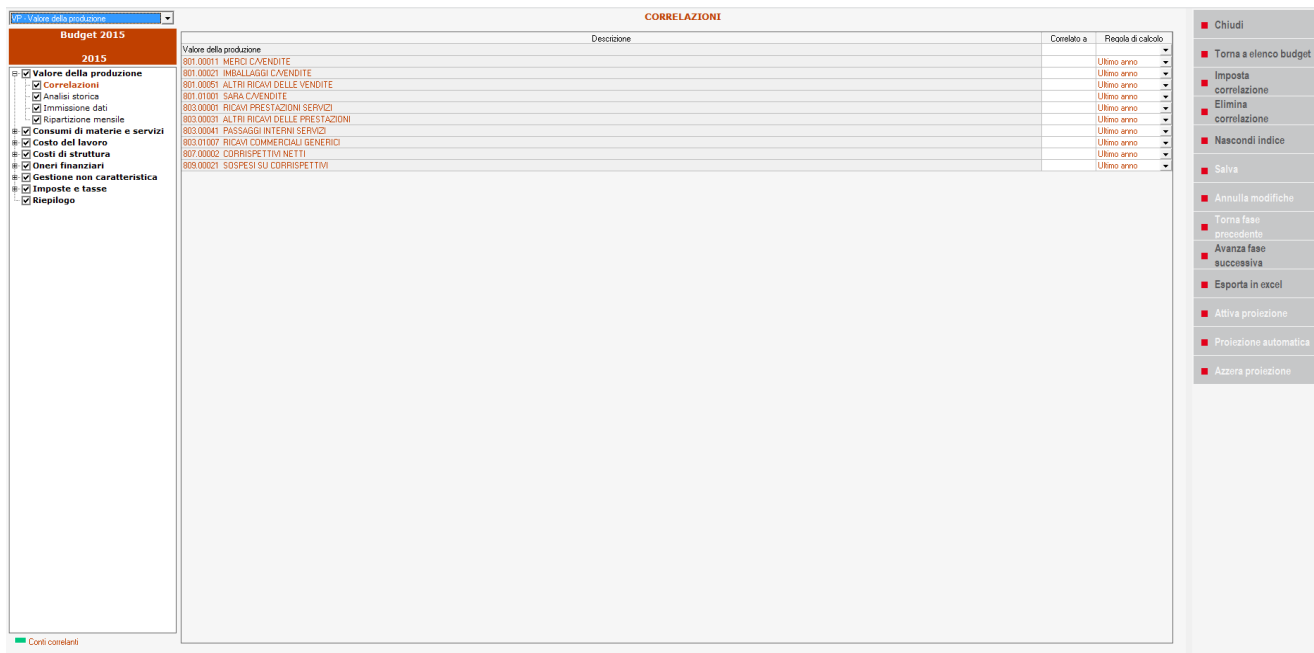 VP - Valore della produzione
CORRELAZIONI
Budget 2015
2015
Valore della produzione
Correlazioni
Analisi storica
Immissione dati
Ripartizione mensile
Consumi di materie e servizi
Costo del lavoro
Costi di struttura
Oneri finanziari
Gestione non caratteristica
Imposte e tasse
Riepilogo
Conti correlanti
Descrizione Correlato a Regola di calcolo
Valore della produzione
801.00011 MERCI C/VENDITE Ultimo anno
801.00021 IMBALLAGGI C/VENDITE Ultimo anno
801.00051 ALTRI RICAVI DELLE VENDITE Ultimo anno
801.01001 SARA C/VENDITE Ultimo anno
803.00001 RICAVI PRESTAZIONI SERVIZI Ultimo anno
803.00031 ALTRI RICAVI DELLE PRESTAZIONI Ultimo anno
803.00041 PASSAGGI INTERNI SERVIZI Ultimo anno
803.01007 RICAVI COMMERCIALI GENERICI Ultimo anno
807.00002 CORRISPETTIVI NETTI Ultimo anno
809.00021 SOSPESI SU CORRISPETTIVI Ultimo anno
Chiudi
Torna a elenco budget
Imposta
correlazione
Elimina
correlazione
Nascondi indice
Salva
Annulla modifiche
Torna fase
precedente
Avanza fase
successiva
Esporta in excel
Attiva proiezione
Proiezione automatica
Azzera proiezione